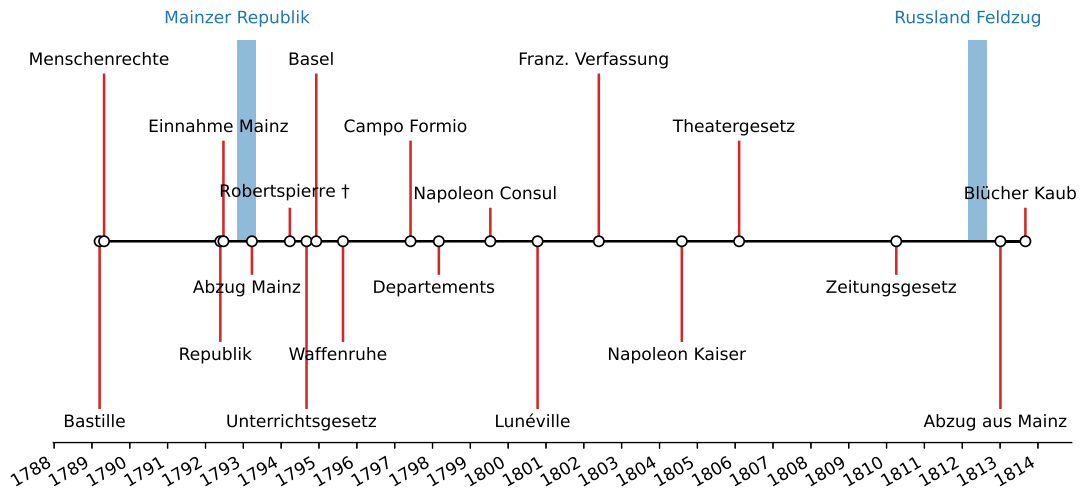 Mainzer Republik
Russland Feldzug
Menschenrechte
Basel
Franz. Verfassung
Einnahme Mainz
Campo Formio
Theatergesetz
Robertspierre †
Napoleon Consul
Blücher Kaub
Abzug Mainz
Departements
Zeitungsgesetz
Republik
Waffenruhe
Napoleon Kaiser
Bastille
Unterrichtsgesetz
Lunéville
Abzug aus Mainz
1788 1789 1790 1791 1792 1793 1794 1795 1796 1797 1798 1799 1800 1801 1802 1803 1804 1805 1806 1807 1808 1809 1810 1811 1812 1813 1814